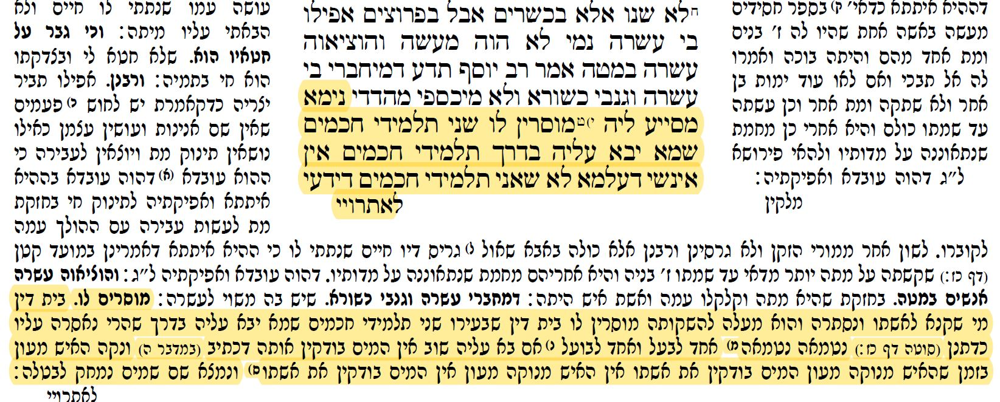 דההיא איתתא כדאי׳ ק) בספר חסידים
מעשה באשה אחת שהיו לה ז׳ בנים
ומת אחד מהם והיתה בוכה ואמרו
לה אל תבכי ואם לאו עוד ימות בן
אחר ולא שתקה ומת אחר וכן עשתה
עד שמתו כולם והיא אחרי כן מחמת
שנתאוננה על מדותיו ולהאי פירושא
ל״ג דהוה עובדא ואפיקתיה:
מלקין
ח לא שנו אלא בכשרים אבל בפרוצים אפילו
בי עשרה נמי לא הוה מעשה והוציאוה
עשרה במטה אמר רב יוסף תדע דמיחברי בי
עשרה וגנבי כשורא ולא מיכספי מהדדי נימא
מסייע ליה י) ט מוסרין לו שני תלמידי חכמים
שמא יבא עליה בדרך תלמידי חכמים אין
אינשי דעלמא לא שאני תלמידי חכמים דידעי
לאתרויי
עושה עמו שנתתי לו חיים ולא
הבאתי עליו מיתה: וכי גבר על
חטאיו הוא. שלא חטא לי ובצדקתו
הוא חי בתמיה: ורבנן. אפילו תביר
יצריה כדקאמרת יש לחוש כ) פעמים
שאין שם אנינות ועושין עצמן כאילו
נושאין תינוק מת ויוצאין לעבירה כי
ההוא עובדא (א) דהוה עובדא בההיא
איתתא ואפיקתיה לתינוק חי בחזקת
מת לעשות עבירה עם ההולך עמה
לקוברו. לשון אחר ממורי הזקן ולא גרסינן ורבנן אלא כולה באבא שאול ל) גריס דיו חייס שנתתי לו כי ההיא איתתא דאמרינן במועד קטן
(דף כז:) שקשתה על מתה יותר מדאי עד שמתו ז׳ בניה והיא אחריהם מחמת שנתאוננה על מדותיו. דהוה עובדא ואפיקתיה ל״ג: והוציאוה עשרה
אנשים במטה. בחזקת שהיא מתה וקלקלו עמה ואשת איש היתה: דמחברי עשרה וגנבי כשורא. שיש בה משוי לעשרה: מוסרים לו. בית דין
מי שקנא לאשתו ונסתרה והוא מעלה להשקותה מוסרין לו בית דין שבעירו שני תלמידי חכמים שמא יבא עליה בדרך שהרי נאסרה עליו
כדתנן (סוטה דף כז:) נטמאה נטמאה מ) אחד לבעל ואחד לבועל נ) אם בא עליה שוב אין המים בודקין אותה דכתיב (במדבר ה) ונקה האיש מעון
בזמן שהאיש מנוקה מעון המים בודקין את אשתו אין האיש מנוקה מעון אין המים בודקין את אשתו ס) ונמצא שם שמים נמחק לבטלה:
לאתרויי